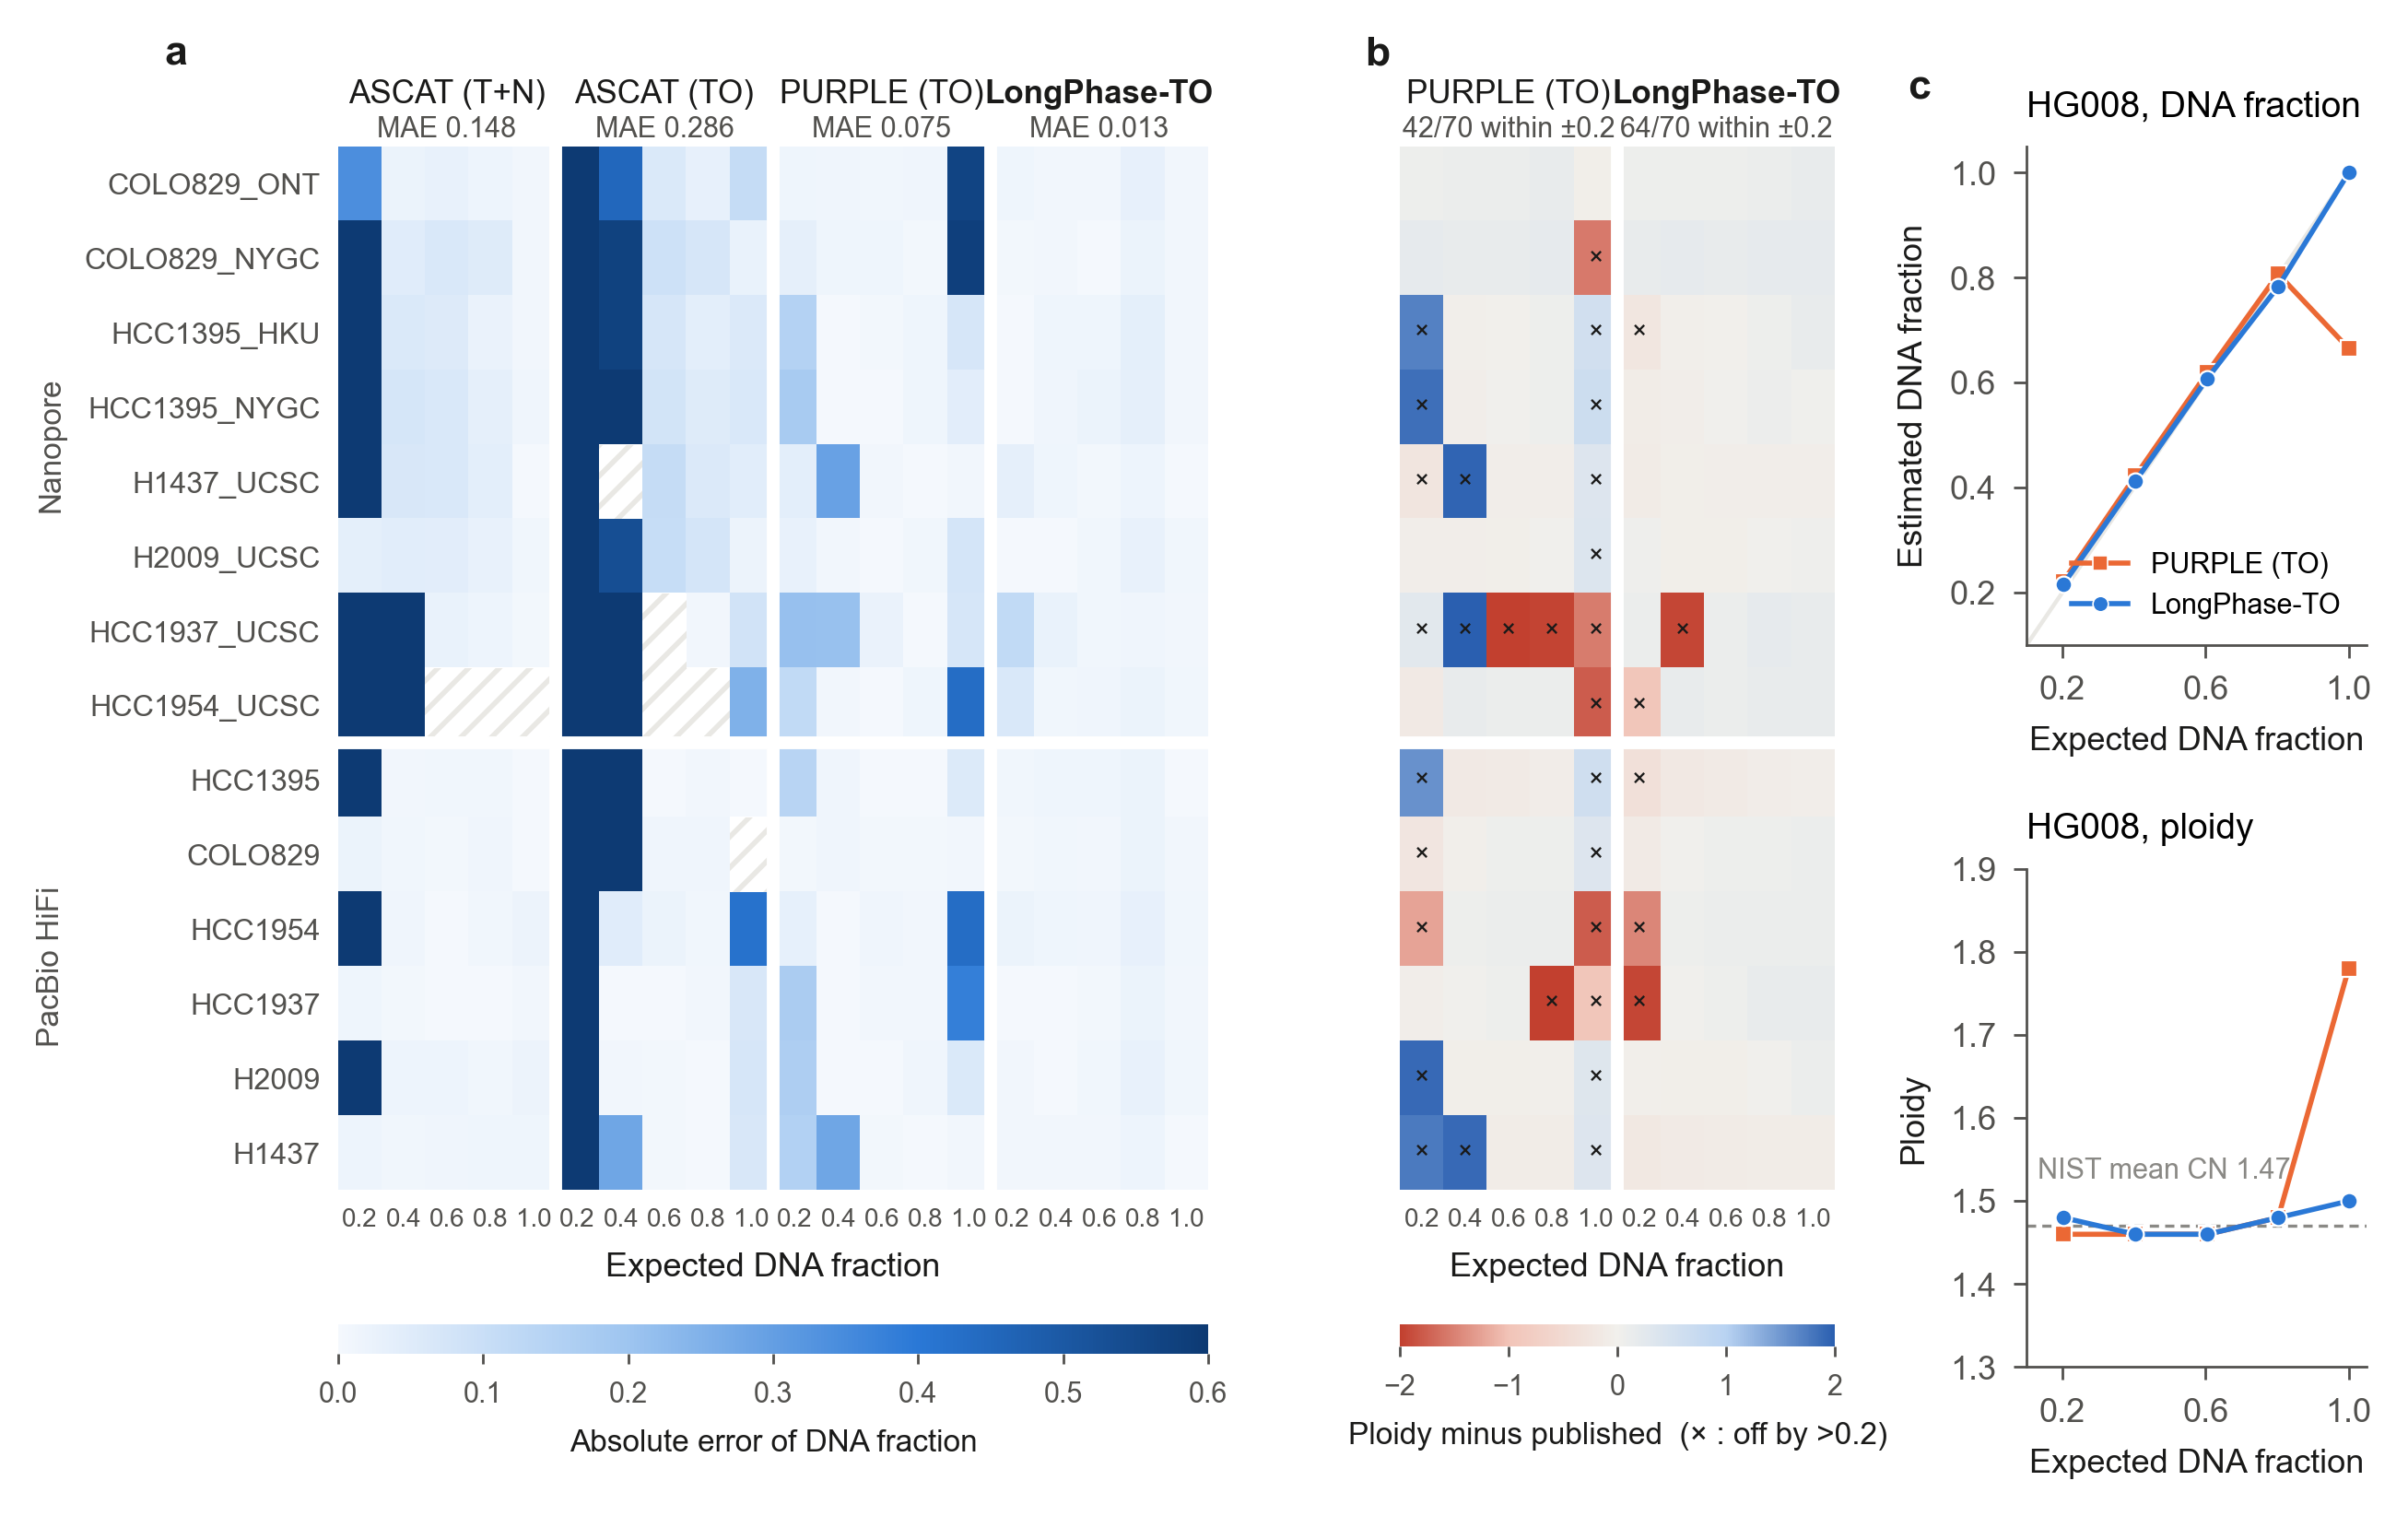 a
ASCAT (T+N) ASCAT (TO) PURPLE (TO) LongPhase-TO
MAE 0.148 MAE 0.286 MAE 0.075 MAE 0.013
Nanopore
COLO829_ONT
COLO829_NYGC
HCC1395_HKU
HCC1395_NYGC
H1437_UCSC
H2009_UCSC
HCC1937_UCSC
HCC1954_UCSC
PacBio HiFi
HCC1395
COLO829
HCC1954
HCC1937
H2009
H1437
0.2 0.4 0.6 0.8 1.0 0.2 0.4 0.6 0.8 1.0 0.2 0.4 0.6 0.8 1.0 0.2 0.4 0.6 0.8 1.0
Expected DNA fraction
0.0 0.1 0.2 0.3 0.4 0.5 0.6
Absolute error of DNA fraction
b
PURPLE (TO) LongPhase-TO
42/70 within ±0.2 64/70 within ±0.2
0.2 0.4 0.6 0.8 1.0 0.2 0.4 0.6 0.8 1.0
Expected DNA fraction
−2 −1 0 1 2
Ploidy minus published (× : off by >0.2)
c
HG008, DNA fraction
Estimated DNA fraction
1.0
0.8
0.6
0.4
0.2
PURPLE (TO)
LongPhase-TO
0.2 0.6 1.0
Expected DNA fraction
HG008, ploidy
Ploidy
1.9
1.8
1.7
1.6
1.5
1.4
1.3
NIST mean CN 1.47
0.2 0.6 1.0
Expected DNA fraction